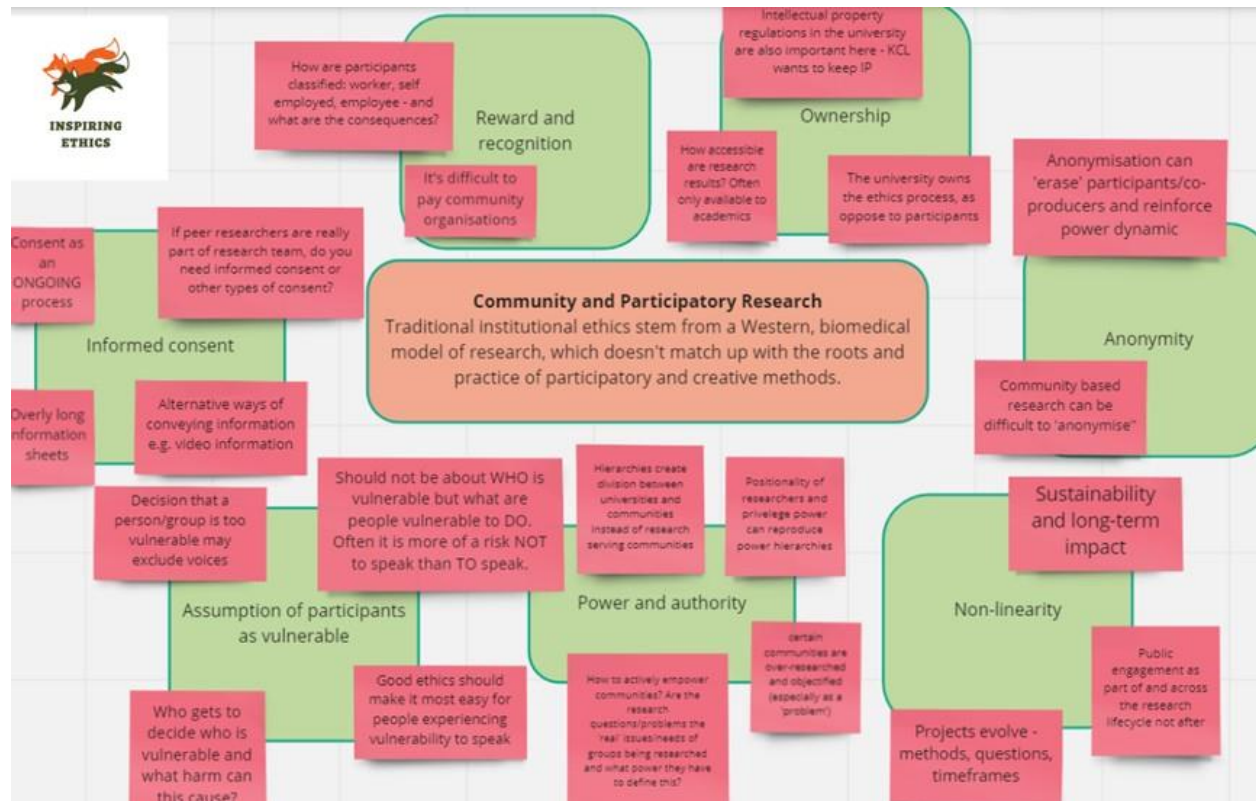 INSPIRING
ETHICS
How are participants
classified: worker, self
employed, employee - and
what are the consequences?
Reward and
recognition
It's difficult to
pay community
organisations
Intellectual property
regulations in the university
are also important here - KCL
wants to keep IP
Ownership
How accessible
are research
results? Often
only available to
academics
The university owns
the ethics process, as
oppose to participants
Anonymisation can
'erase' participants/co-
producers and reinforce
power dynamic
Anonymity
Community based
research can be
difficult to 'anonymise"
Consent as
an
ONGOING
process
If peer researchers are really
part of research team, do you
need informed consent or
other types of consent?
Informed consent
Overly long
information
sheets
Alternative ways of
conveying information
e.g. video information
Community and Participatory Research
Traditional institutional ethics stem from a Western, biomedical
model of research, which doesn't match up with the roots and
practice of participatory and creative methods.
Decision that a
person/group is too
vulnerable may
exclude voices
Should not be about WHO is
vulnerable but what are
people vulnerable to DO.
Often it is more of a risk NOT
to speak than TO speak.
Assumption of participants
as vulnerable
Who gets to
decide who is
vulnerable and
what harm can
this cause?
Good ethics should
make it most easy for
people experiencing
vulnerability to speak
Hierarchies create
division between
universities and
communities
instead of research
serving communities
Positionality of
researchers and
privelege power
can reproduce
power hierarchies
Power and authority
How to actively empower
communities? Are the
research
questions/problems the
'real' issues/needs of
groups being researched
and what power they have
to define this?
certain
communities are
over-researched
and objectified
(especially as a
'problem')
Sustainability
and long-term
impact
Non-linearity
Public
engagement as
part of and across
the research
lifecycle not after
Projects evolve -
methods, questions,
timeframes